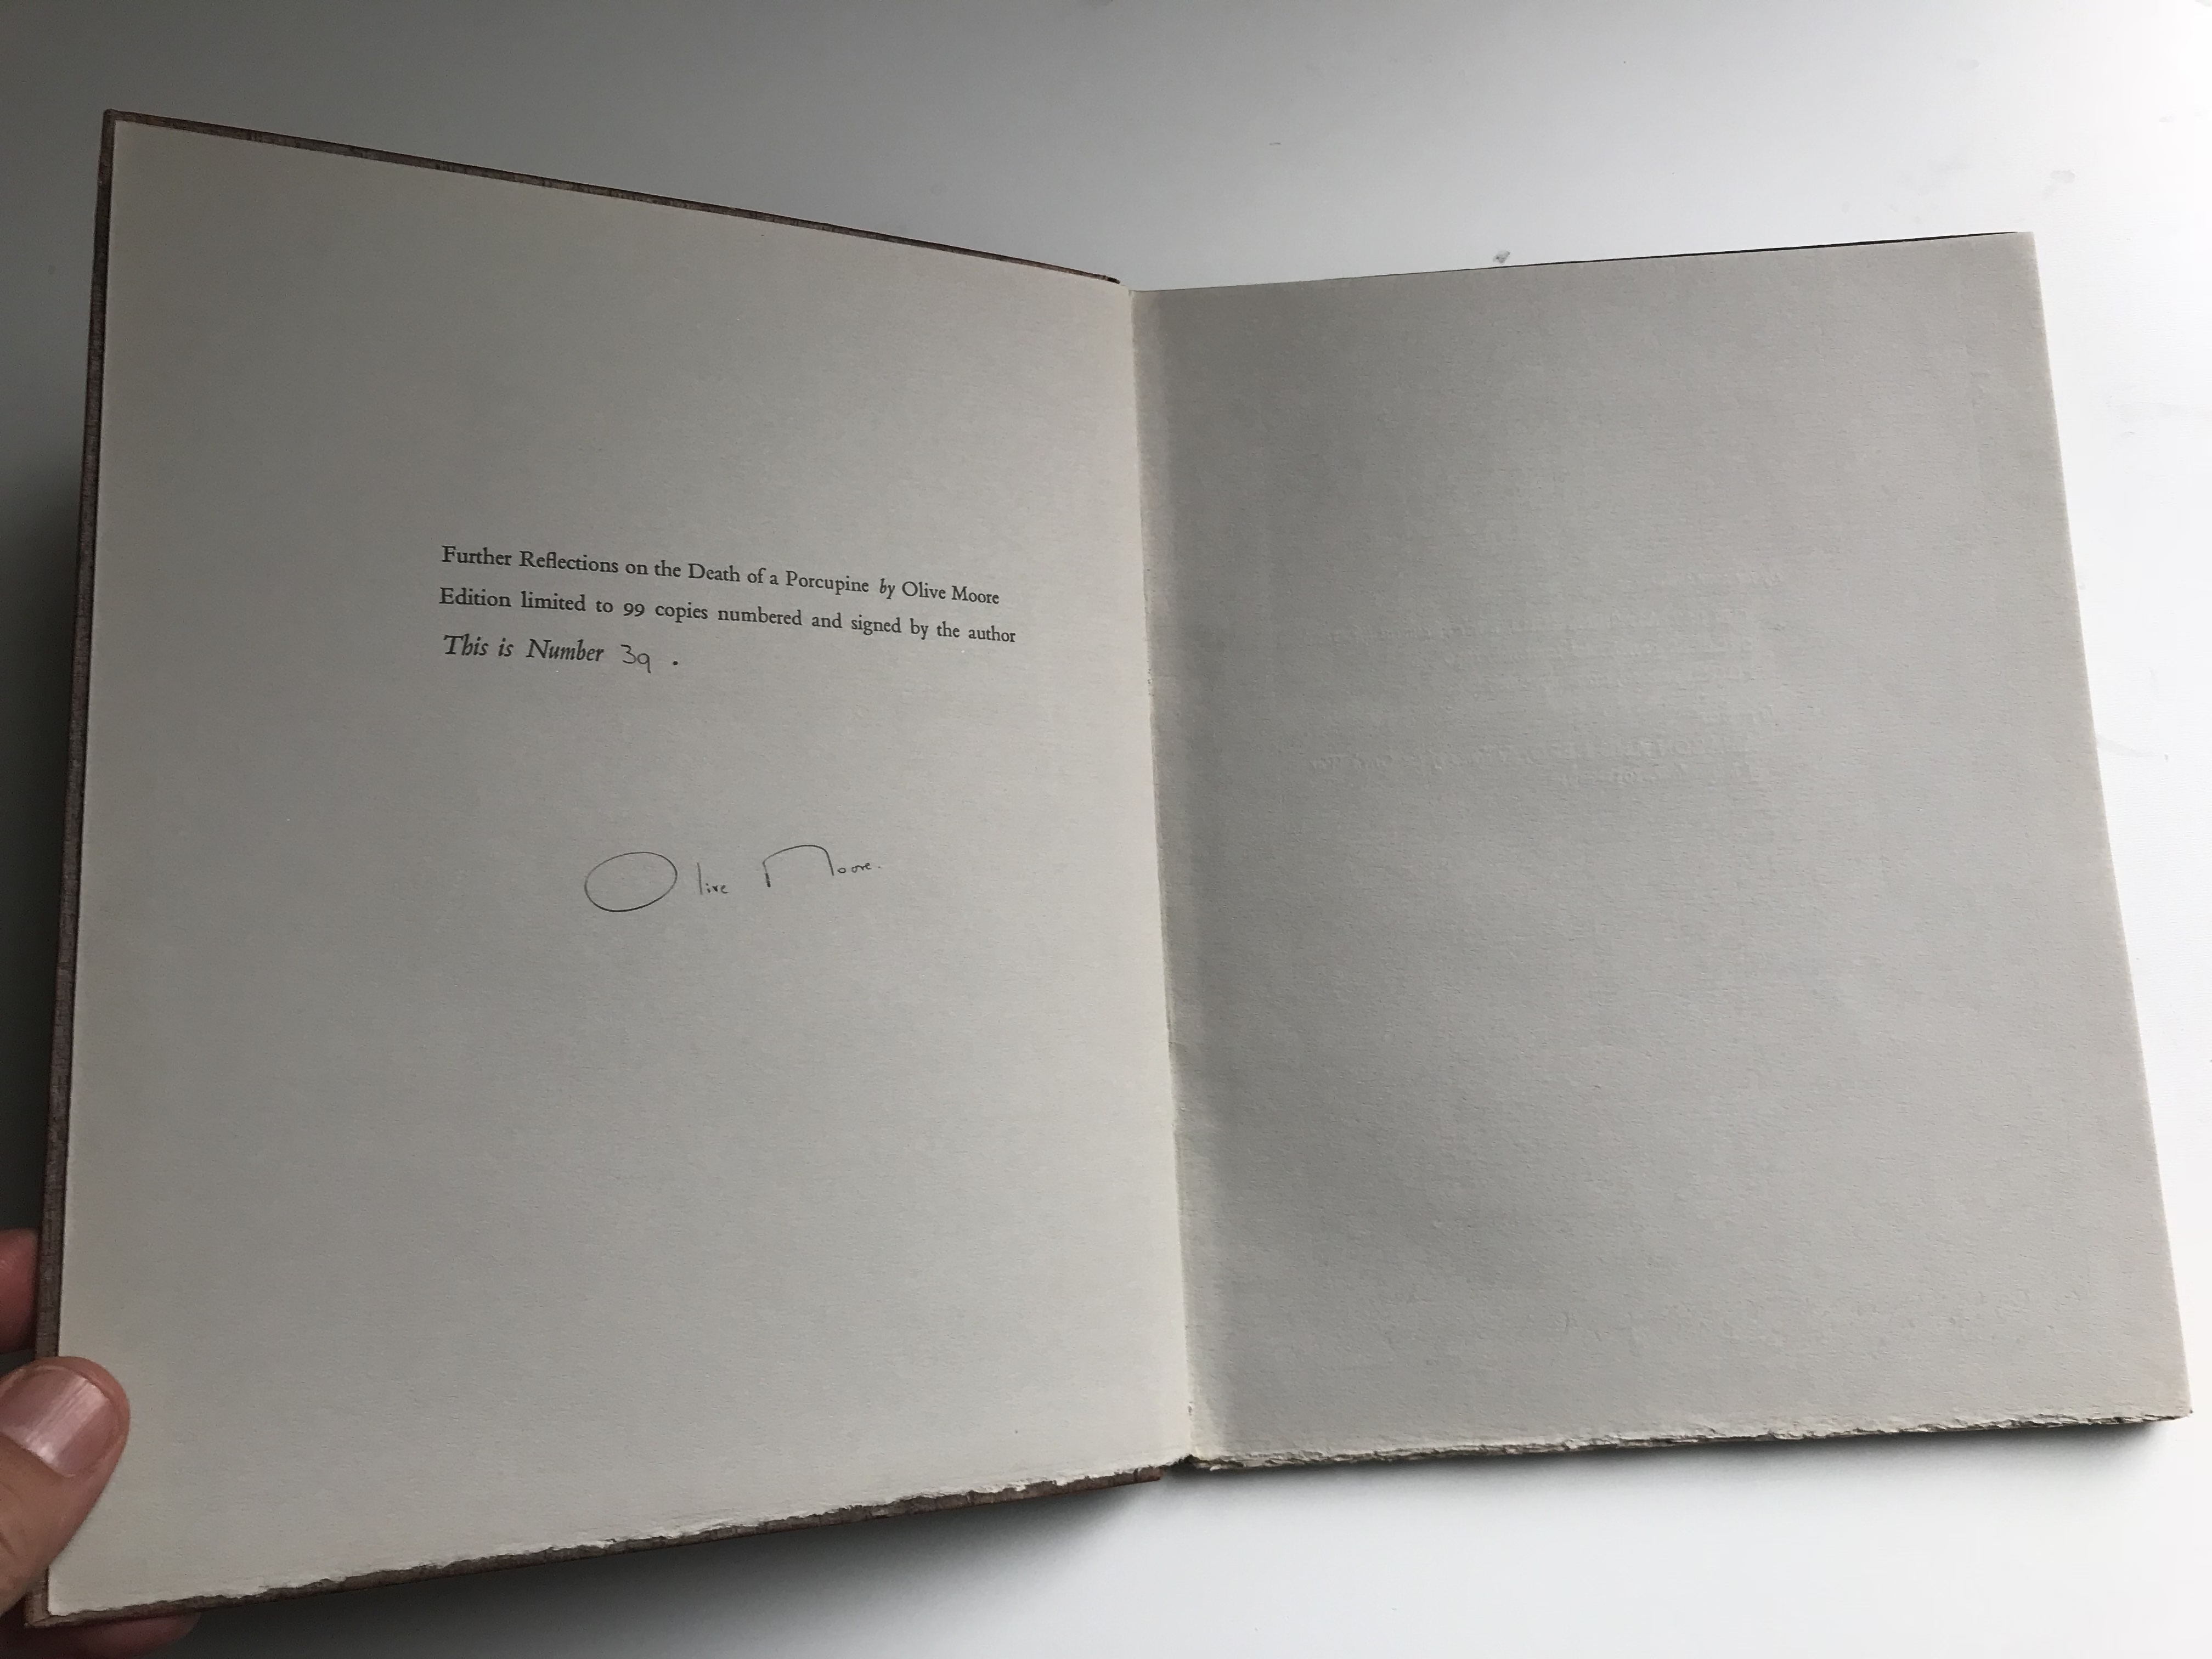 Further Reflections on the Death of a Porcupine by Olive Moore
Edition limited to 99 copies numbered and signed by the author
This is Number 39 .
Olive Moore.